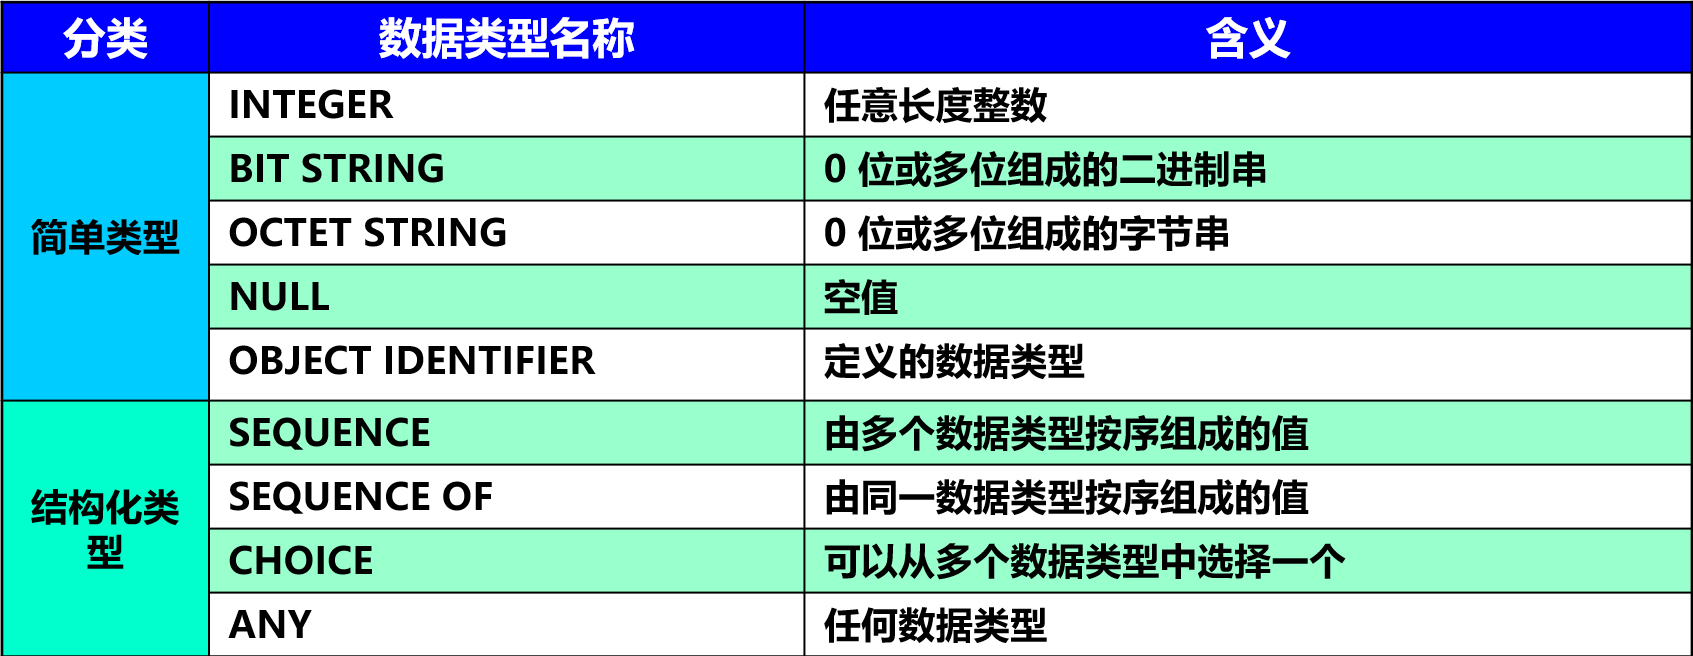 分类 数据类型名称 含义
INTEGER 任意长度整数
BIT STRING 0 位或多位组成的二进制串
简单类型 OCTET STRING 0 位或多位组成的字节串
NULL 空值
OBJECT IDENTIFIER 定义的数据类型
SEQUENCE 由多个数据类型按序组成的值
结构化类
型
SEQUENCE OF 由同一数据类型按序组成的值
CHOICE 可以从多个数据类型中选择一个
ANY 任何数据类型